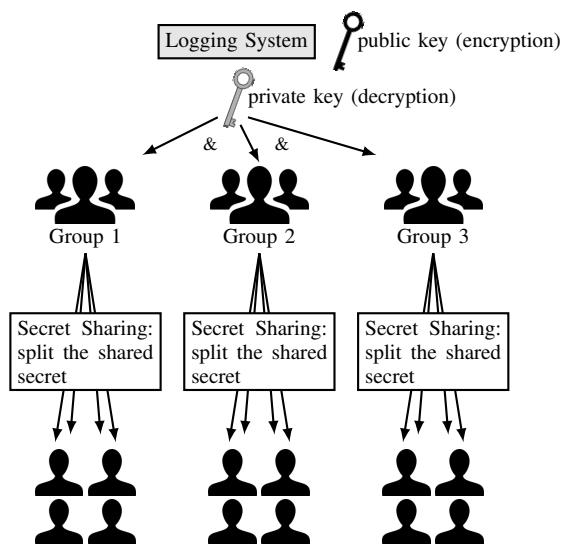 Logging System
public key (encryption)
private key (decryption)
& &
Group 1 Group 2 Group 3
Secret Sharing: Secret Sharing: Secret Sharing:
split the shared split the shared split the shared
secret secret secret